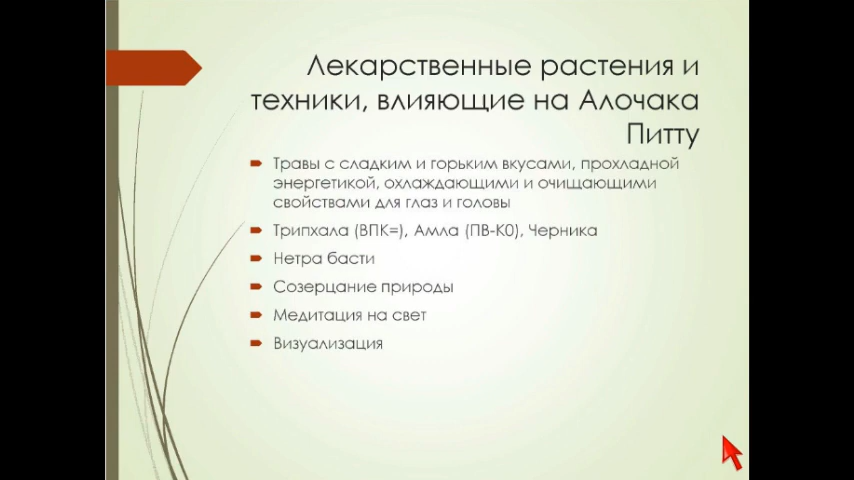 Лекарственные растения и
техники, влияющие на Алочака
Питту
Травы с сладким и горьким вкусами, прохладной
энергетикой, охлаждающими и очищающими
свойствами для глаз и головы
Трипхала (ВПК=), Амла (ПВ-К0), Черника
Нетра басти
Созерцание природы
Медитация на свет
Визуализация